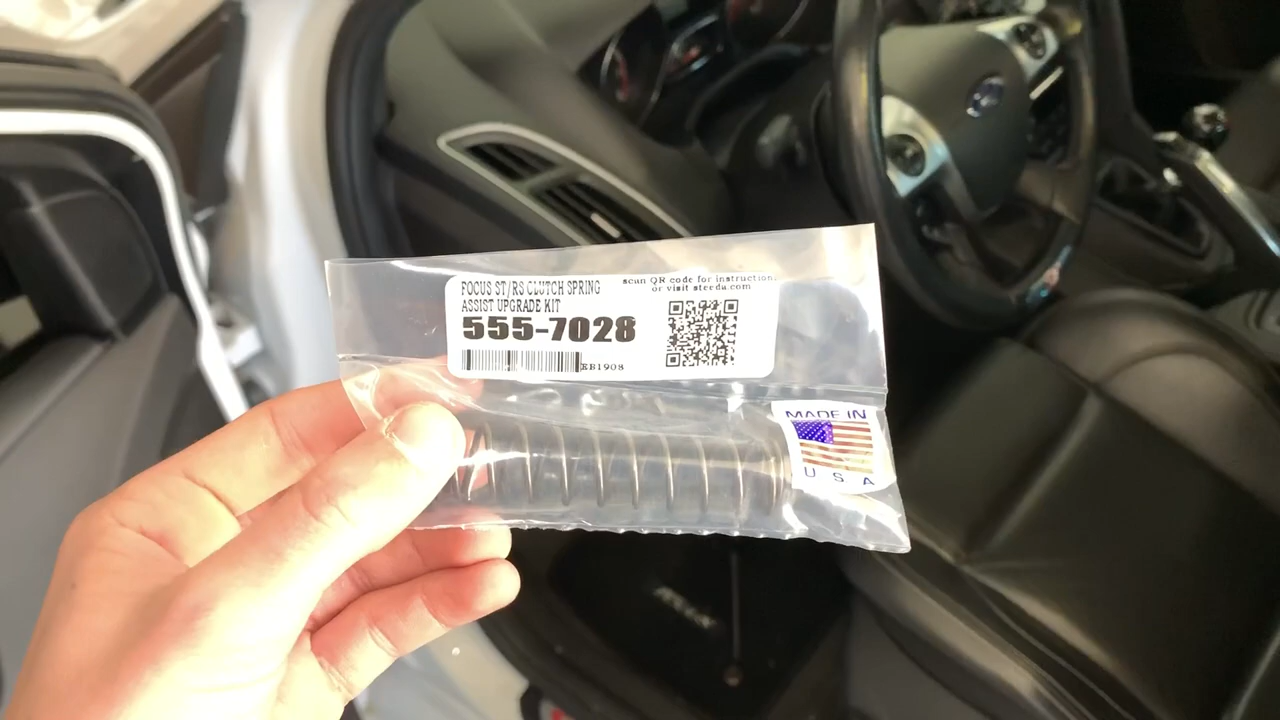 FOCUS ST/RS CLUTCH SPRING
ASSIST UPGRADE KIT
555-7028
EB1908
scan QR code for instruction
or visit steeda.com
MADE IN
U S A